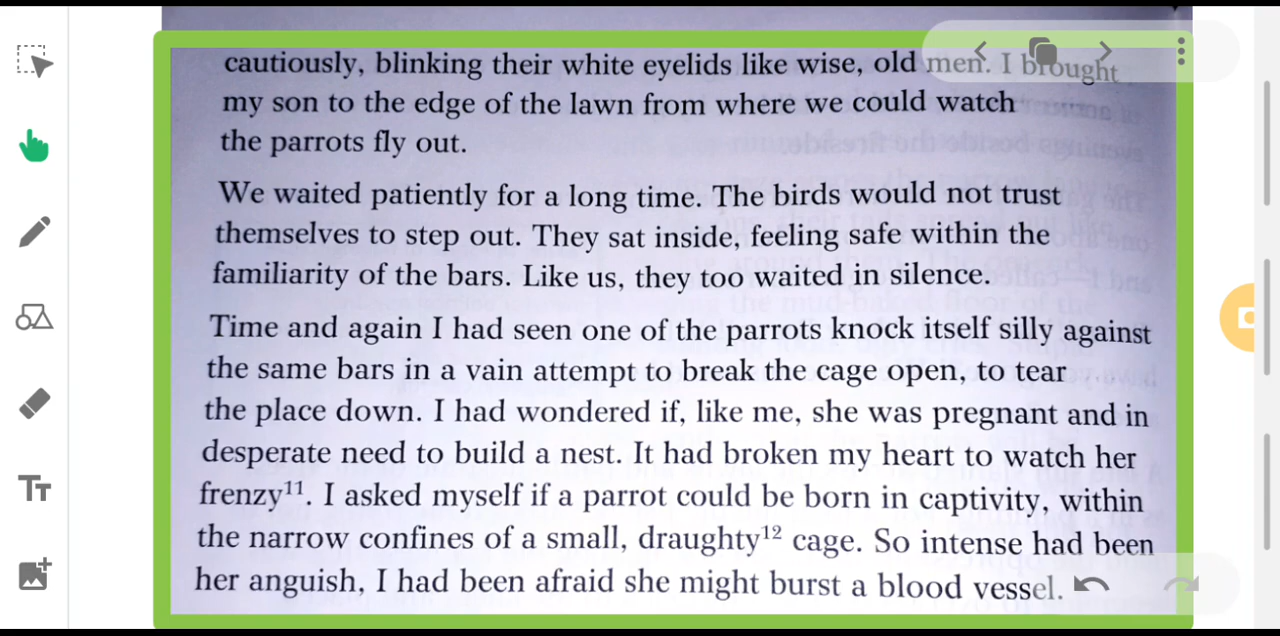 cautiously, blinking their white eyelids like wise, old men. I brought
my son to the edge of the lawn from where we could watch
the parrots fly out.
We waited patiently for a long time. The birds would not trust
themselves to step out. They sat inside, feeling safe within the
familiarity of the bars. Like us, they too waited in silence.
Time and again I had seen one of the parrots knock itself silly against
the same bars in a vain attempt to break the cage open, to tear
the place down. I had wondered if, like me, she was pregnant and in
desperate need to build a nest. It had broken my heart to watch her
frenzy¹¹. I asked myself if a parrot could be born in captivity, within
the narrow confines of a small, draughty¹² cage. So intense had been
her anguish, I had been afraid she might burst a blood vessel.
TT